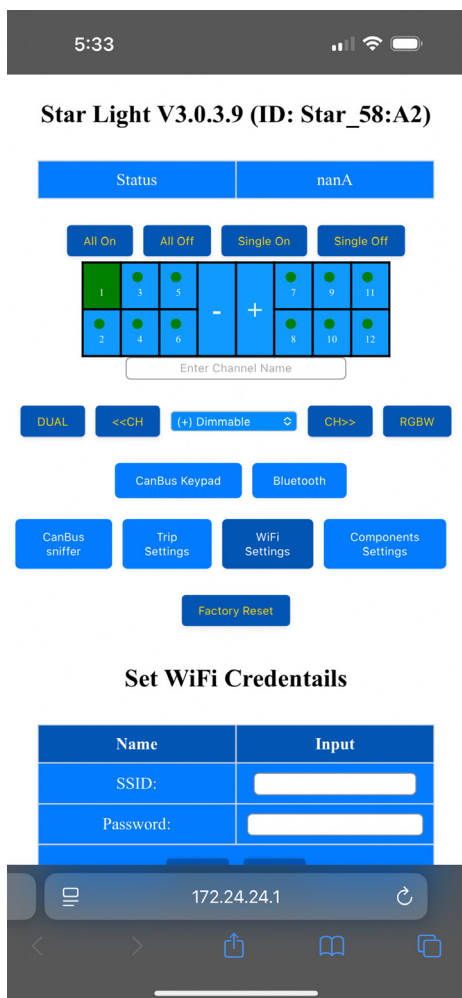 5:33
Star Light V3.0.3.9 (ID: Star_58:A2)
Status nanA
All On All Off Single On Single Off
1 3 5 - + 7 9 11
2 4 6 8 10 12
Enter Channel Name
DUAL <<CH (+) Dimmable CH>> RGBW
CanBus Keypad Bluetooth
CanBus sniffer Trip Settings WiFi Settings Components Settings
Factory Reset
Set WiFi Credentails
Name Input
SSID:
Password:
172.24.24.1